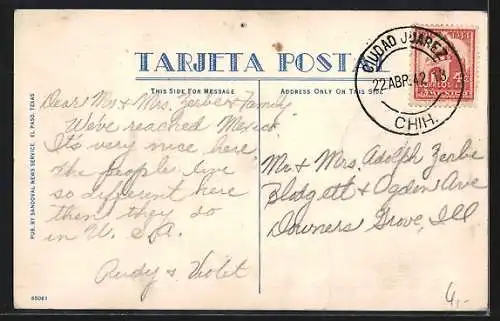 TARJETA POSTAL
THIS SIDE FOR MESSAGE
ADDRESS ONLY ON THIS SIDE
CIUDAD JUAREZ
22 ABR. 42
CHIH.
Dear Mr & Mrs. Zerbe & Family
We've reached Mexico
It's very nice here
the people live
so different here
then they do
in U. S. A.
Rudy & Violet
Mr & Mrs. Adolph Zerbe
Blodgett & Ogden Ave
Downers Grove, Ill
PUB. BY SANDOVAL NEWS SERVICE. EL PASO, TEXAS
4,-